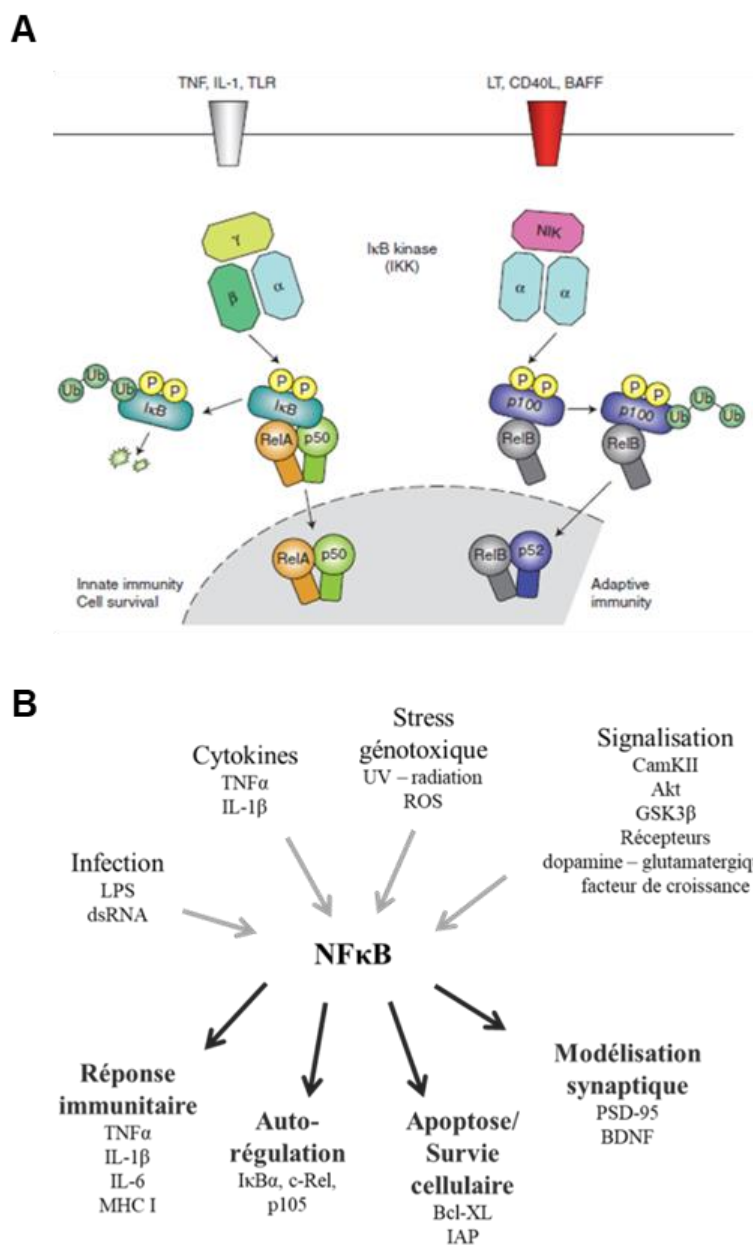 A
TNF, IL-1, TLR
LT, CD40L, BAFF
γ
β
α
IκB kinase
(IKK)
NIK
α
α
Ub
Ub
Ub
P
P
IκB
P
P
IκB
RelA
p50
P
P
p100
RelB
P
P
p100
Ub
Ub
Ub
RelB
RelA
p50
RelB
p52
Innate immunity
Cell survival
Adaptive
immunity
B
Cytokines
TNFα
IL-1β
Stress
génotoxique
UV – radiation
ROS
Signalisation
CamKII
Akt
GSK3β
Récepteurs
dopamine – glutamatergiqu
facteur de croissance
Infection
LPS
dsRNA
NFκB
Réponse
immunitaire
TNFα
IL-1β
IL-6
MHC I
Auto-
régulation
IκBα, c-Rel,
p105
Apoptose/
Survie
cellulaire
Bcl-XL
IAP
Modélisation
synaptique
PSD-95
BDNF